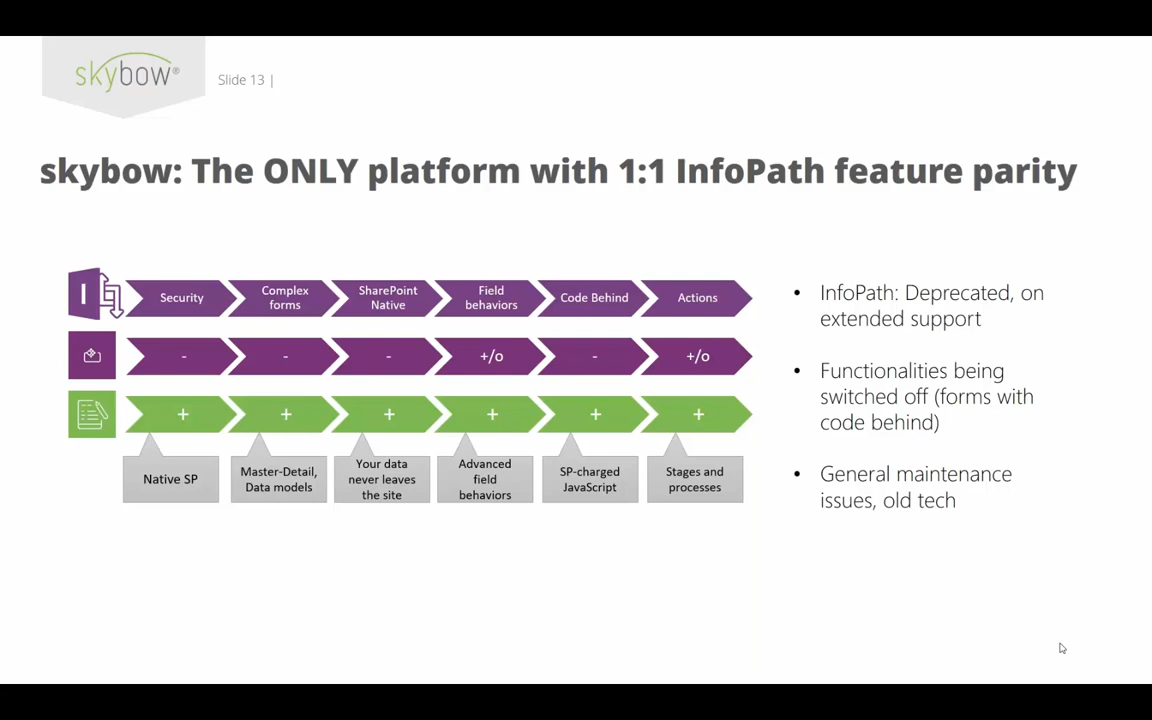 skybow®
Slide 13 |
skybow: The ONLY platform with 1:1 InfoPath feature parity
I
Security
Complex
forms
SharePoint
Native
Field
behaviors
Code Behind
Actions
- - - +/o - +/o
+ + + + + +
Native SP
Master-Detail,
Data models
Your data
never leaves
the site
Advanced
field
behaviors
SP-charged
JavaScript
Stages and
processes
• InfoPath: Deprecated, on
extended support
• Functionalities being
switched off (forms with
code behind)
• General maintenance
issues, old tech